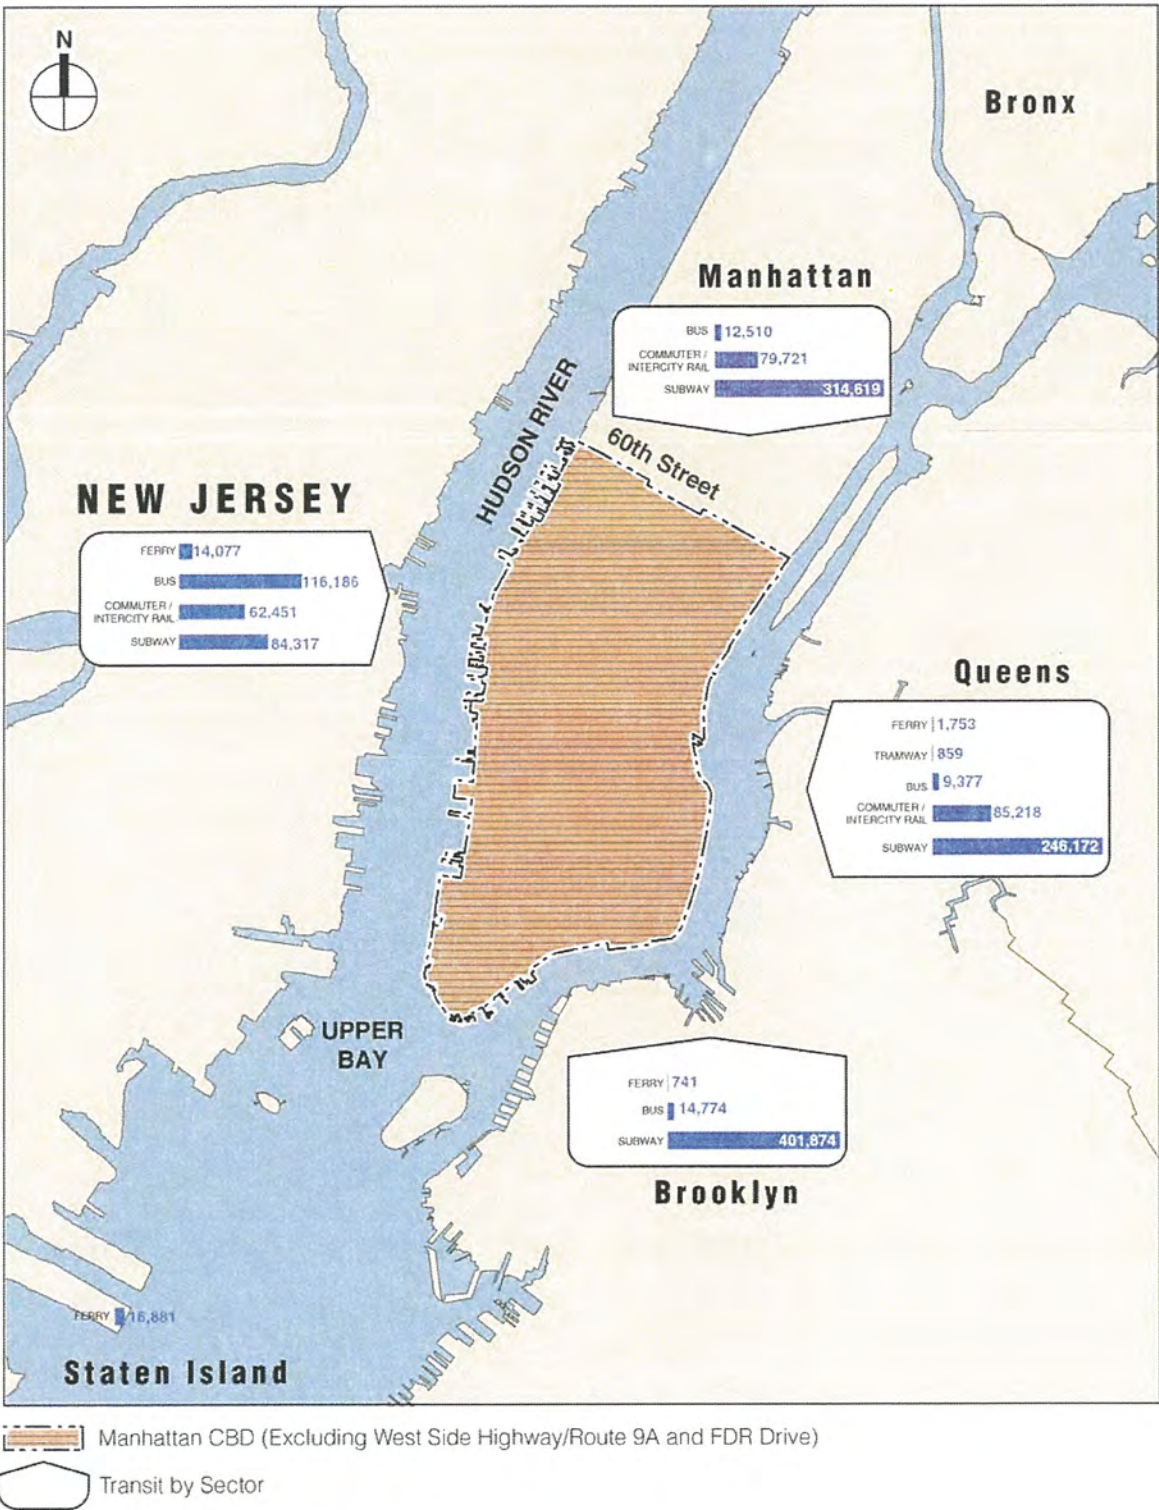 N
Bronx
Manhattan
BUS 12,510
COMMUTER /
INTERCITY RAIL 79,721
SUBWAY 314,619
HUDSON RIVER
60th Street
NEW JERSEY
FERRY 14,077
BUS 116,186
COMMUTER /
INTERCITY RAIL 62,451
SUBWAY 84,317
Queens
FERRY 1,753
TRAMWAY 859
BUS 9,377
COMMUTER /
INTERCITY RAIL 85,218
SUBWAY 246,172
UPPER
BAY
FERRY 741
BUS 14,774
SUBWAY 401,874
Brooklyn
FERRY 16,881
Staten Island
Manhattan CBD (Excluding West Side Highway/Route 9A and FDR Drive)
Transit by Sector